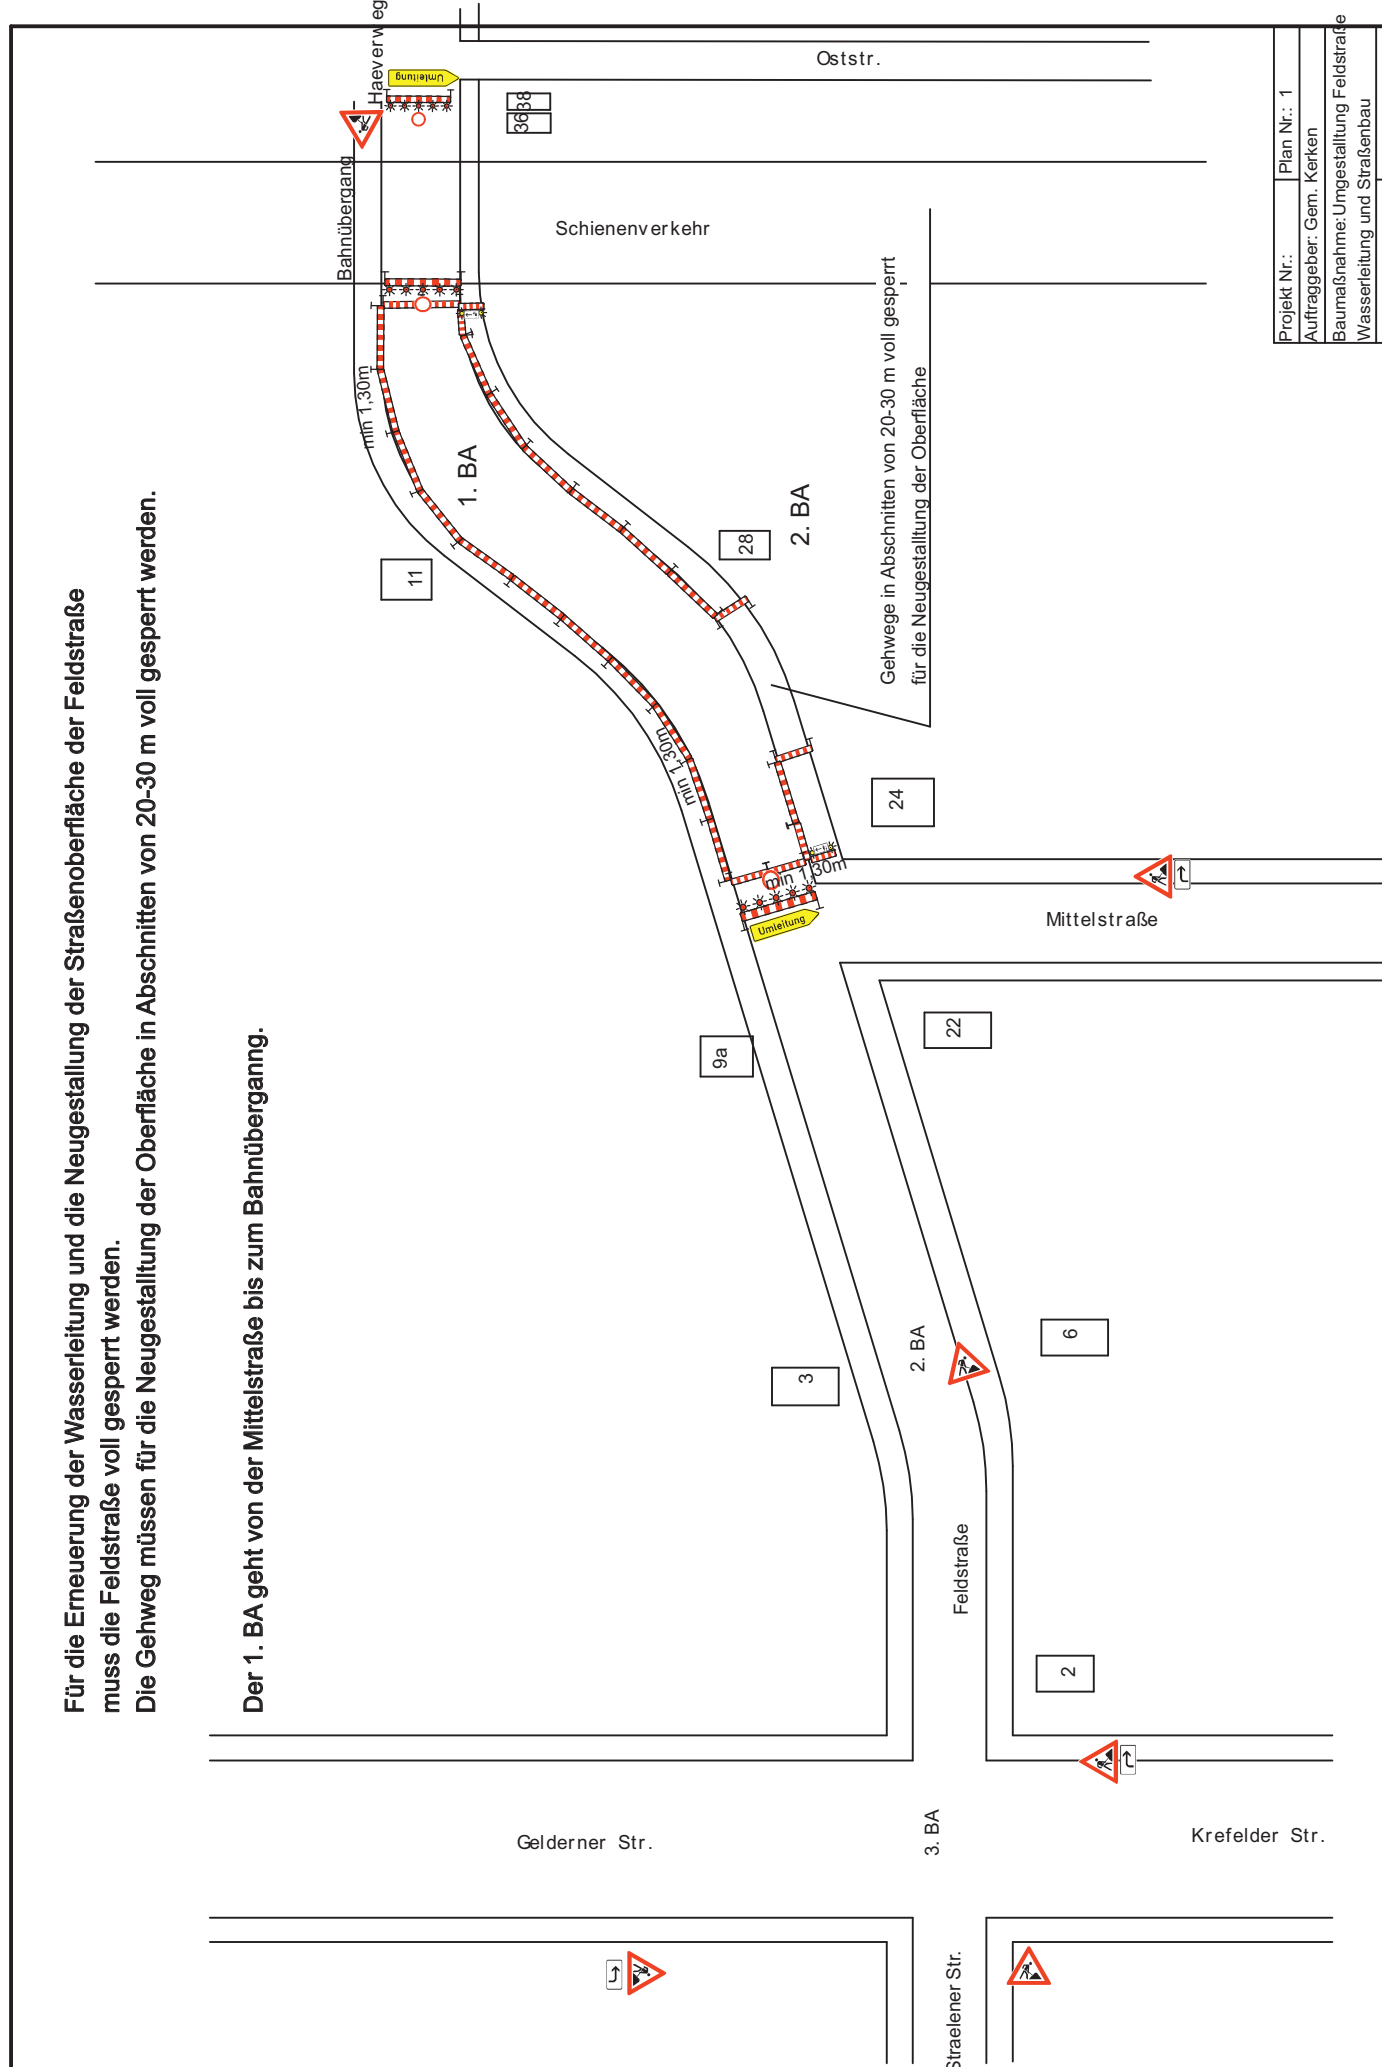 Für die Erneuerung der Wasserleitung und die Neugestallung der Straßenoberfläche der Feldstraße
muss die Feldstraße voll gesperrt werden.
Die Gehweg müssen für die Neugestalltung der Oberfläche in Abschnitten von 20-30 m voll gesperrt werden.
Der 1. BA geht von der Mittelstraße bis zum Bahnüberganng.
Haeverweg
Umleitung
Oststr.
36
38
Bahnübergang
Schienenverkehr
min 1,30m
1. BA
11
28
2. BA
Gehwege in Abschnitten von 20-30 m voll gesperrt
für die Neugestalltung der Oberfläche
min 1,30m
24
min 1,30m
Umleitung
Mittelstraße
9a
22
3
2. BA
6
Feldstraße
2
Gelderner Str.
3. BA
Krefelder Str.
Straelener Str.
Projekt Nr.:
Plan Nr.: 1
Auftraggeber: Gem. Kerken
Baumaßnahme:Umgestalltung Feldstraße
Wasserleitung und Straßenbau